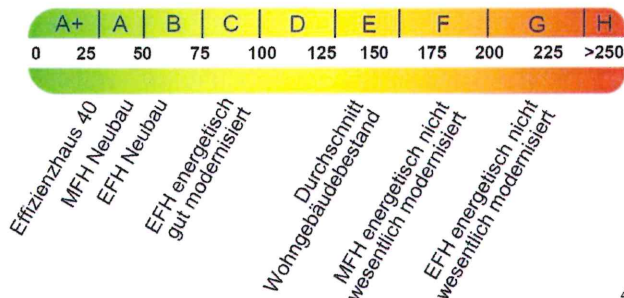 A+ A B C D E F G H
0 25 50 75 100 125 150 175 200 225 >250
Effizienzhaus 40
MFH Neubau
EFH Neubau
EFH energetisch
gut modernisiert
Durchschnitt
Wohngebäudebestand
MFH energetisch nicht
wesentlich modernisiert
EFH energetisch nicht
wesentlich modernisiert